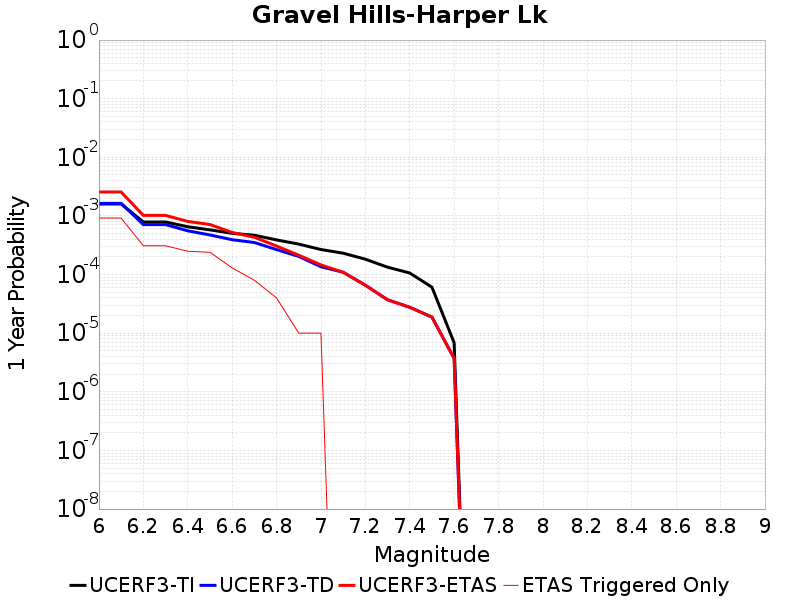 Gravel Hills-Harper Lk
1 Year Probability
10^0
10^-1
10^-2
10^-3
10^-4
10^-5
10^-6
10^-7
10^-8
6 6.2 6.4 6.6 6.8 7 7.2 7.4 7.6 7.8 8 8.2 8.4 8.6 8.8 9
Magnitude
UCERF3-TI UCERF3-TD UCERF3-ETAS ETAS Triggered Only